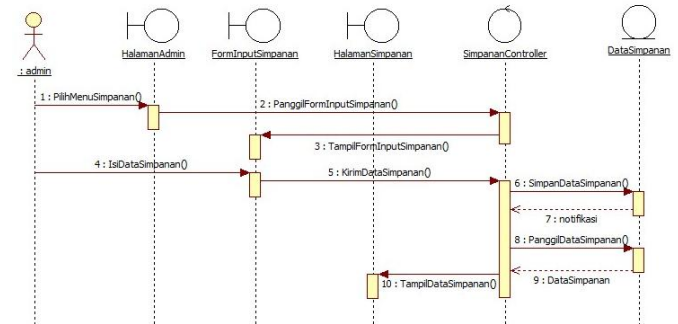 : admin
HalamanAdmin
FormInputSimpanan
HalamanSimpanan
SimpananController
DataSimpanan
1 : PilihMenuSimpanan()
2 : PanggilFormInputSimpanan()
3 : TampilFormInputSimpanan()
4 : IsiDataSimpanan()
5 : KirimDataSimpanan()
6 : SimpanDataSimpanan()
7 : notifikasi
8 : PanggilDataSimpanan()
9 : DataSimpanan
10 : TampilDataSimpanan()